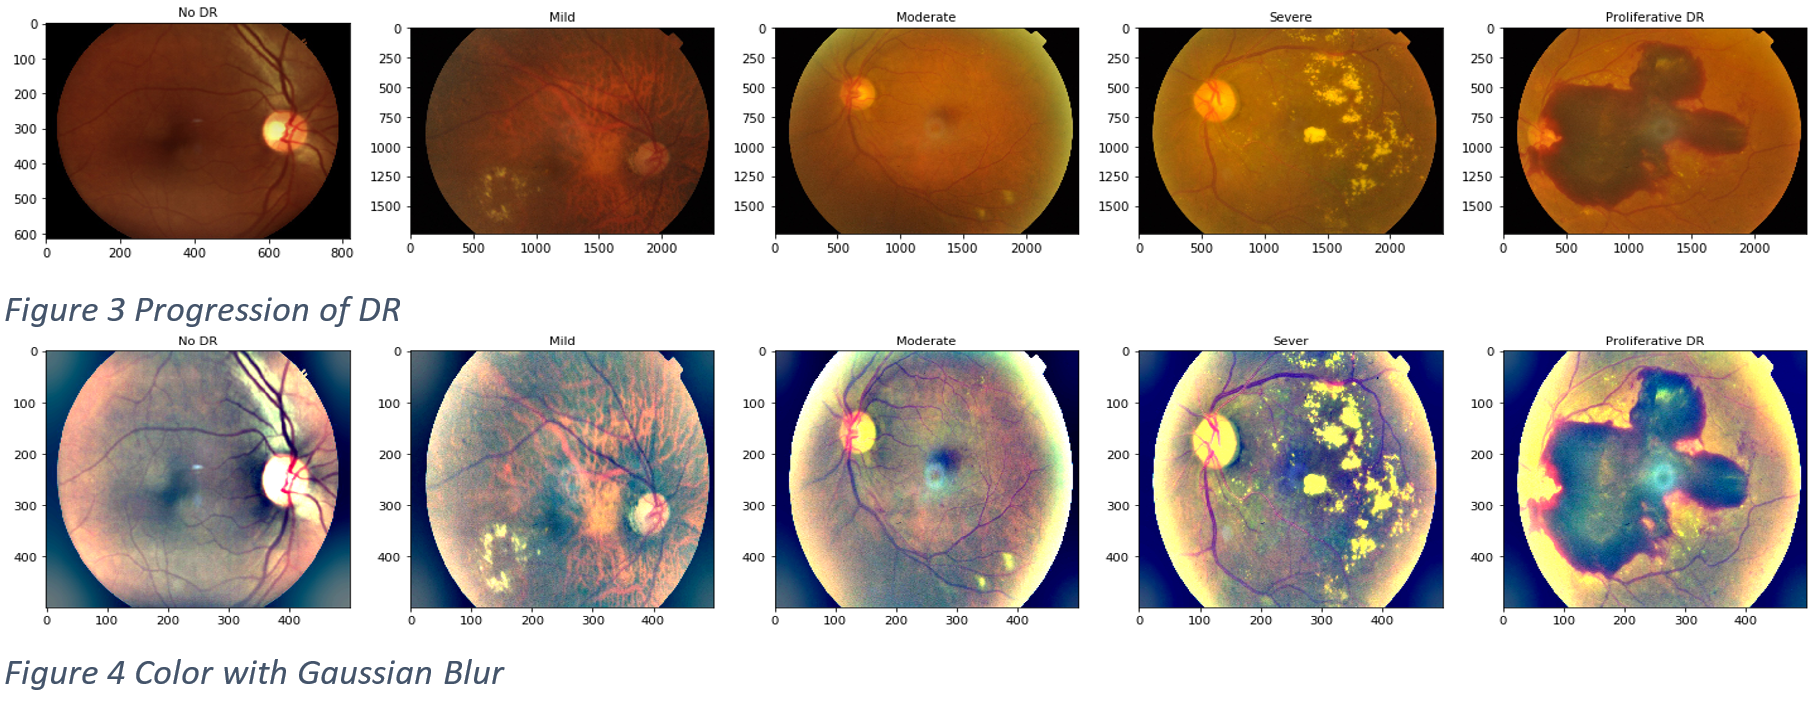 No DR Mild Moderate Severe Proliferative DR
0 0 0 0 0
100 250 250 250 250
200 500 500 500 500
300 750 750 750 750
400 1000 1000 1000 1000
500 1250 1250 1250 1250
600 1500 1500 1500 1500
0 200 400 600 800 0 500 1000 1500 2000 0 500 1000 1500 2000 0 500 1000 1500 2000 0 500 1000 1500 2000
Figure 3 Progression of DR
No DR Mild Moderate Sever Proliferative DR
0 0 0 0 0
100 100 100 100 100
200 200 200 200 200
300 300 300 300 300
400 400 400 400 400
0 100 200 300 400 0 100 200 300 400 0 100 200 300 400 0 100 200 300 400 0 100 200 300 400
Figure 4 Color with Gaussian Blur